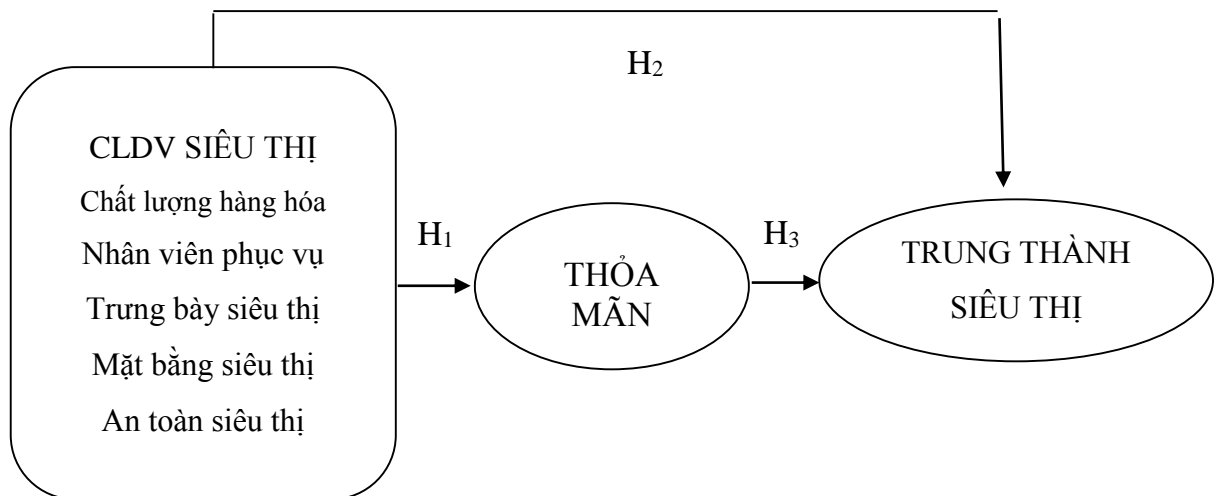 H₂
CLDV SIÊU THỊ
Chất lượng hàng hóa
Nhân viên phục vụ
Trưng bày siêu thị
Mặt bằng siêu thị
An toàn siêu thị
H₁
THỎA
MÃN
H₃
TRUNG THÀNH
SIÊU THỊ